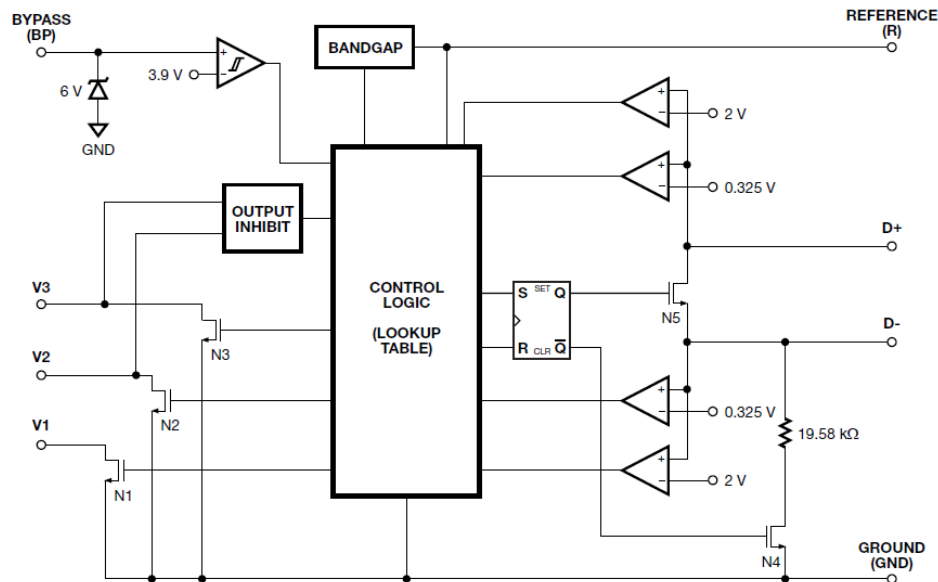 BYPASS
(BP)
REFERENCE
(R)
BANDGAP
+
3.9 V
-
6 V
GND
+
-
2 V
+
-
0.325 V
OUTPUT
INHIBIT
D+
CONTROL
LOGIC
(LOOKUP
TABLE)
S SET Q
R CLR Q̅
N5
V3
N3
D-
V2
N2
+
-
0.325 V
19.58 kΩ
V1
N1
+
-
2 V
N4
GROUND
(GND)